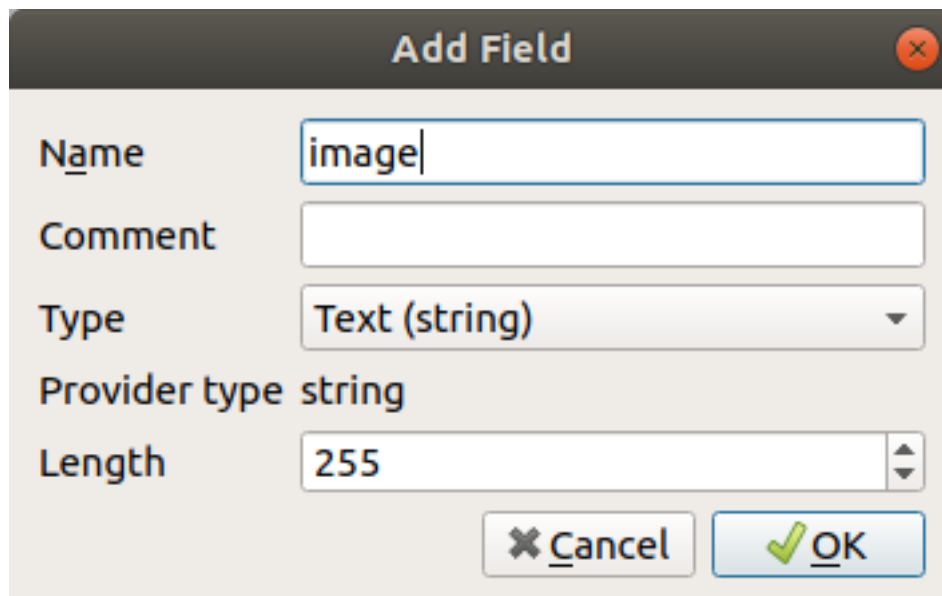 Add Field
Name image
Comment
Type Text (string)
Provider type string
Length 255
Cancel OK